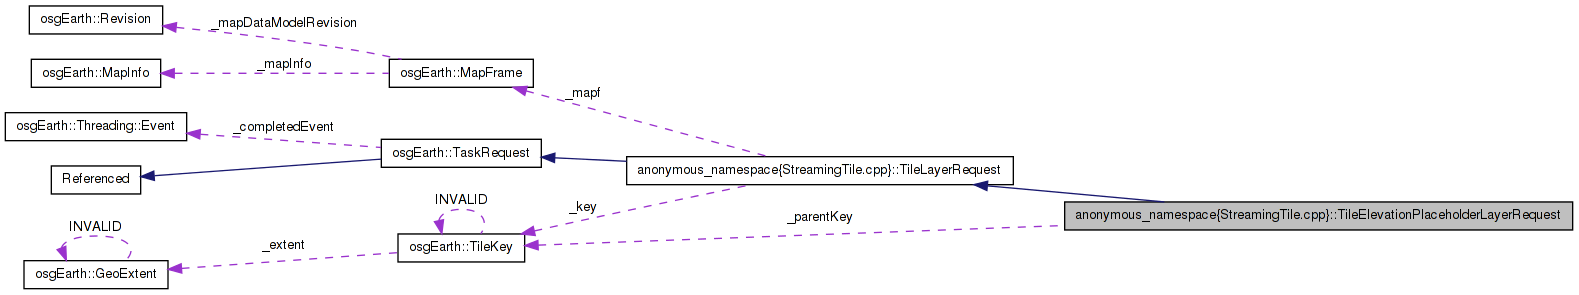 osgEarth::Revision
_mapDataModelRevision
osgEarth::MapInfo
_mapInfo
osgEarth::MapFrame
_mapf
osgEarth::Threading::Event
_completedEvent
osgEarth::TaskRequest
Referenced
anonymous_namespace{StreamingTile.cpp}::TileLayerRequest
INVALID
_key
_parentKey
anonymous_namespace{StreamingTile.cpp}::TileElevationPlaceholderLayerRequest
INVALID
_extent
osgEarth::TileKey
osgEarth::GeoExtent